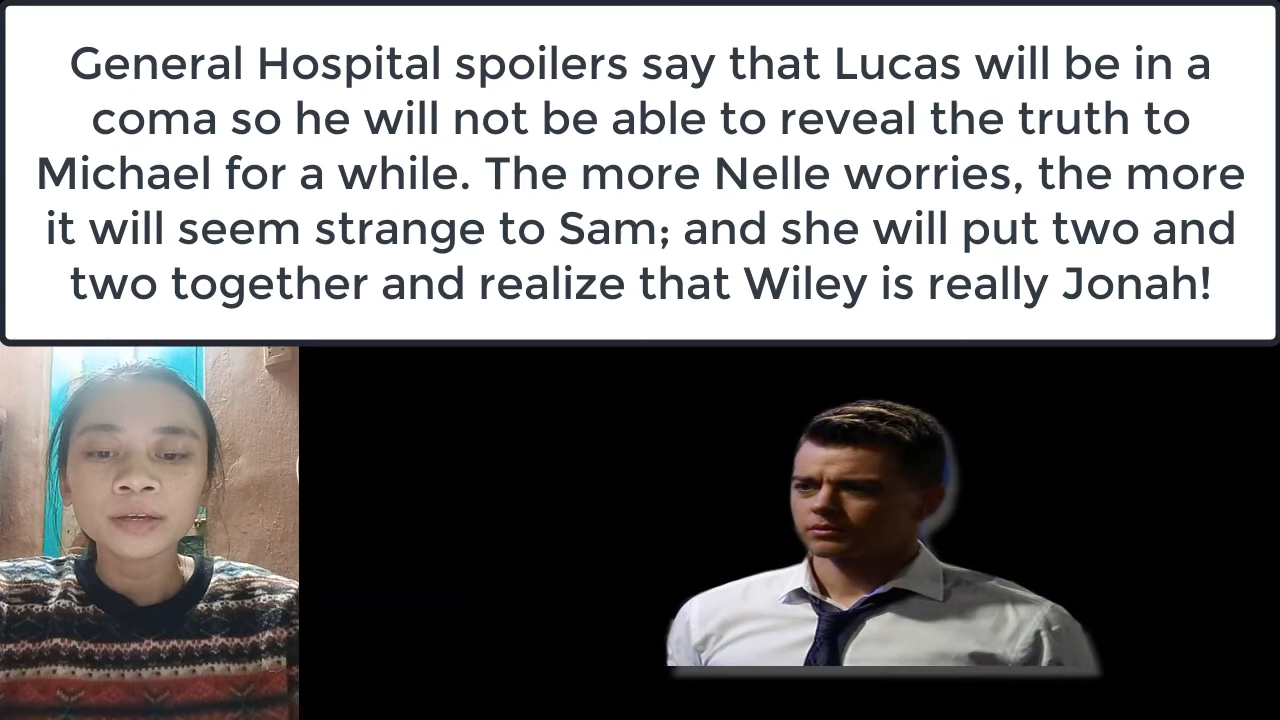 General Hospital spoilers say that Lucas will be in a
coma so he will not be able to reveal the truth to
Michael for a while. The more Nelle worries, the more
it will seem strange to Sam; and she will put two and
two together and realize that Wiley is really Jonah!